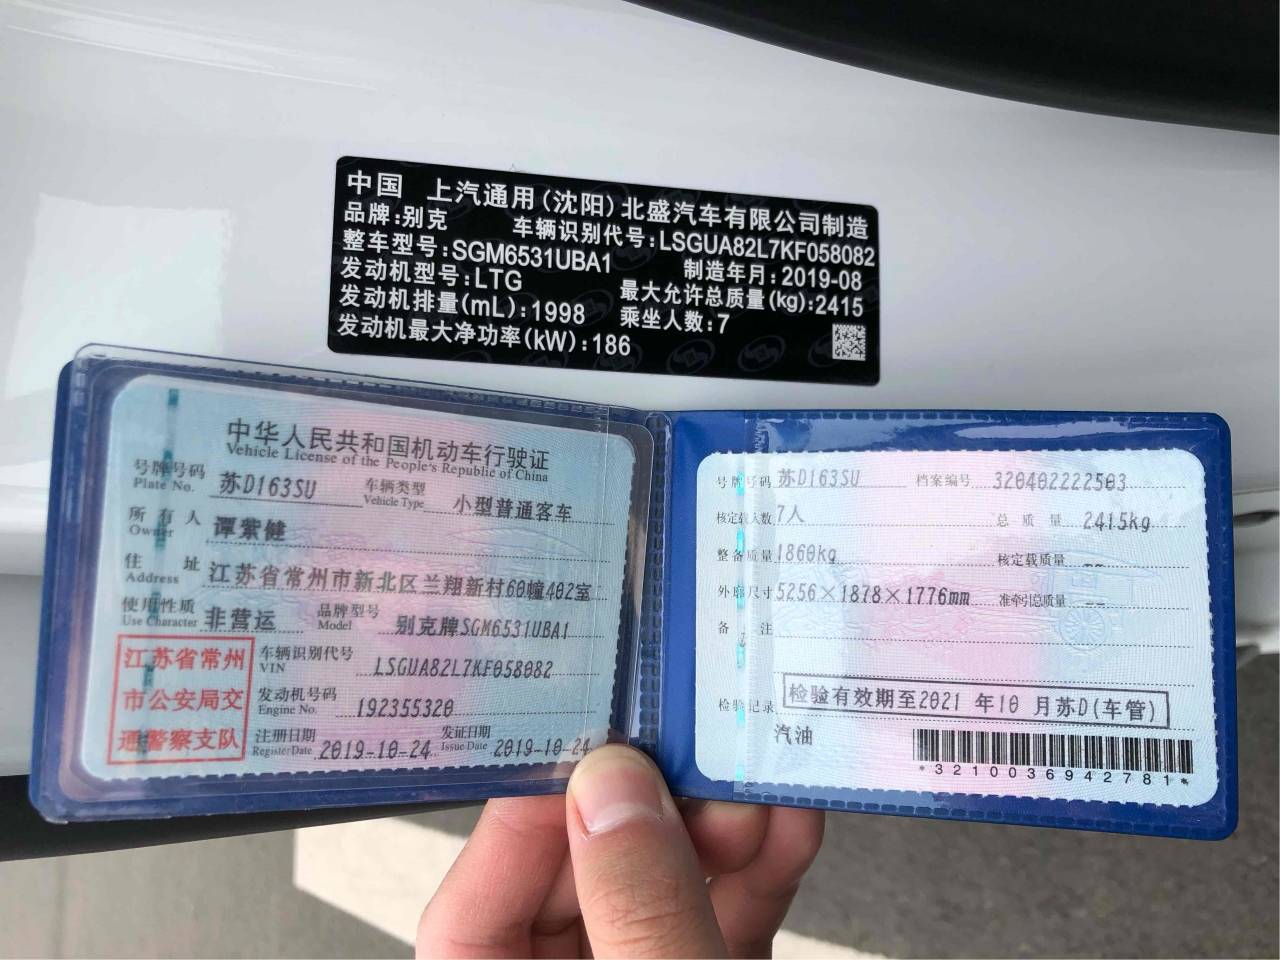 中国 上汽通用(沈阳)北盛汽车有限公司制造
品牌:别克 车辆识别代号:LSGUA82L7KF058082
整车型号:SGM6531UBA1 制造年月:2019-08
发动机型号:LTG 最大允许总质量(kg):2415
发动机排量(mL):1998 乘坐人数:7
发动机最大净功率(kW):186
中华人民共和国机动车行驶证
Vehicle License of the People's Republic of China
号牌号码 苏D163SU 车辆类型 小型普通客车
Plate No. Vehicle Type
所有人 谭紫健
Owner
住址 江苏省常州市新北区兰翔新村60幢402室
Address
使用性质 非营运 品牌型号 别克牌SGM6531UBA1
Use Character Model
江苏省常州
市公安局交
通警察支队
车辆识别代号 LSGUA82L7KF058082
VIN
发动机号码 192355320
Engine No.
注册日期 2019-10-24 发证日期 2019-10-24
Register Date Issue Date
号牌号码 苏D163SU 档案编号 320402222503
核定载人数 7人 总质量 2415kg
整备质量 1860kg 核定载质量 --
外廓尺寸 5256×1878×1776mm 准牵引总质量 --
备注
检验记录 检验有效期至2021年10月苏D(车管)
汽油
*3210036942781*